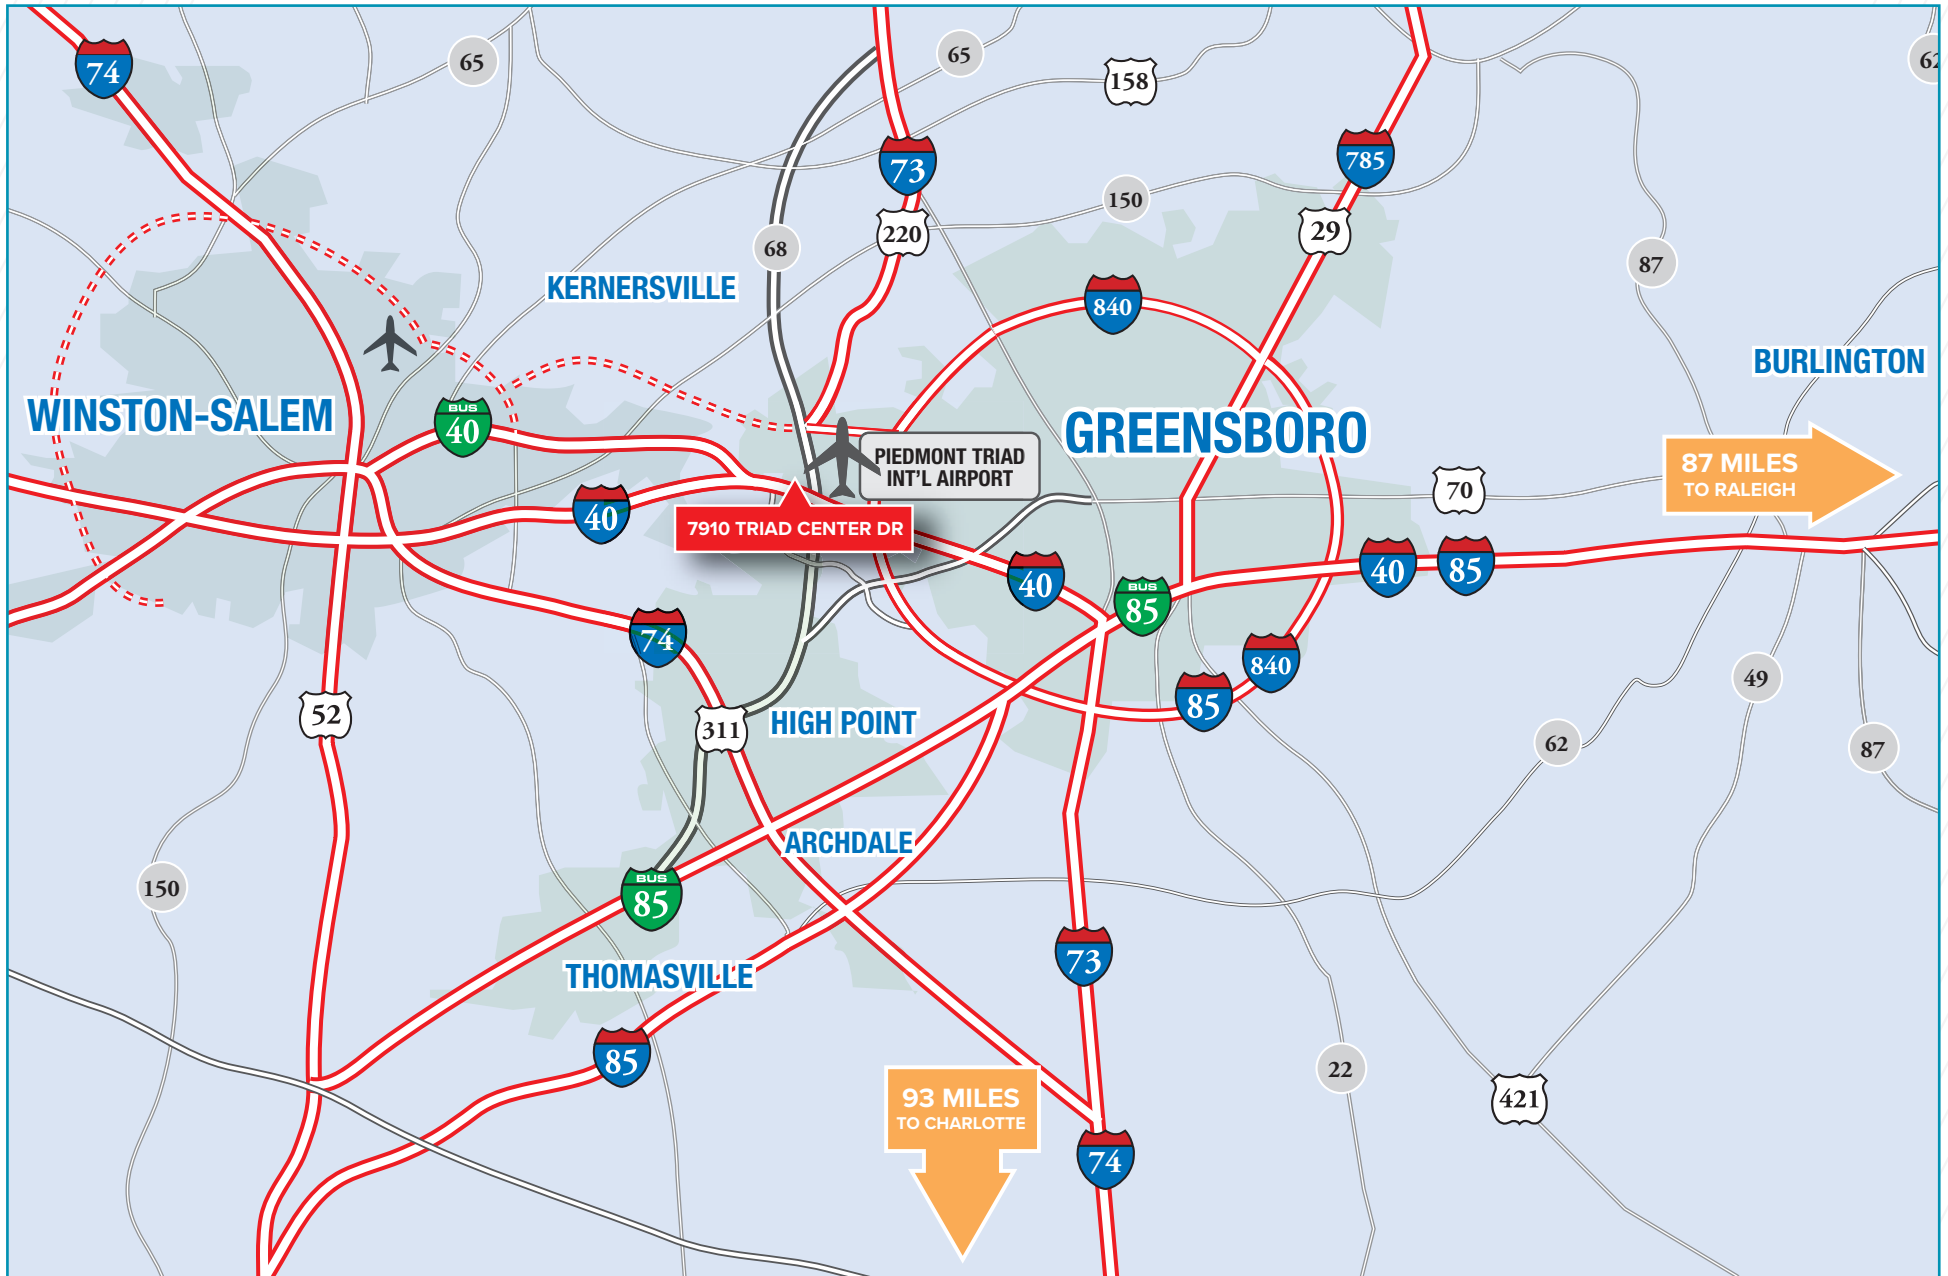 74
65
65
158
62
73
785
150
220
29
68
87
KERNERSVILLE
840
BURLINGTON
WINSTON-SALEM
BUS
40
GREENSBORO
PIEDMONT TRIAD
INT'L AIRPORT
87 MILES
TO RALEIGH
70
40
7910 TRIAD CENTER DR
40
BUS
85
40
85
74
840
85
49
52
311
HIGH POINT
62
87
ARCHDALE
150
BUS
85
73
THOMASVILLE
85
22
93 MILES
TO CHARLOTTE
421
74